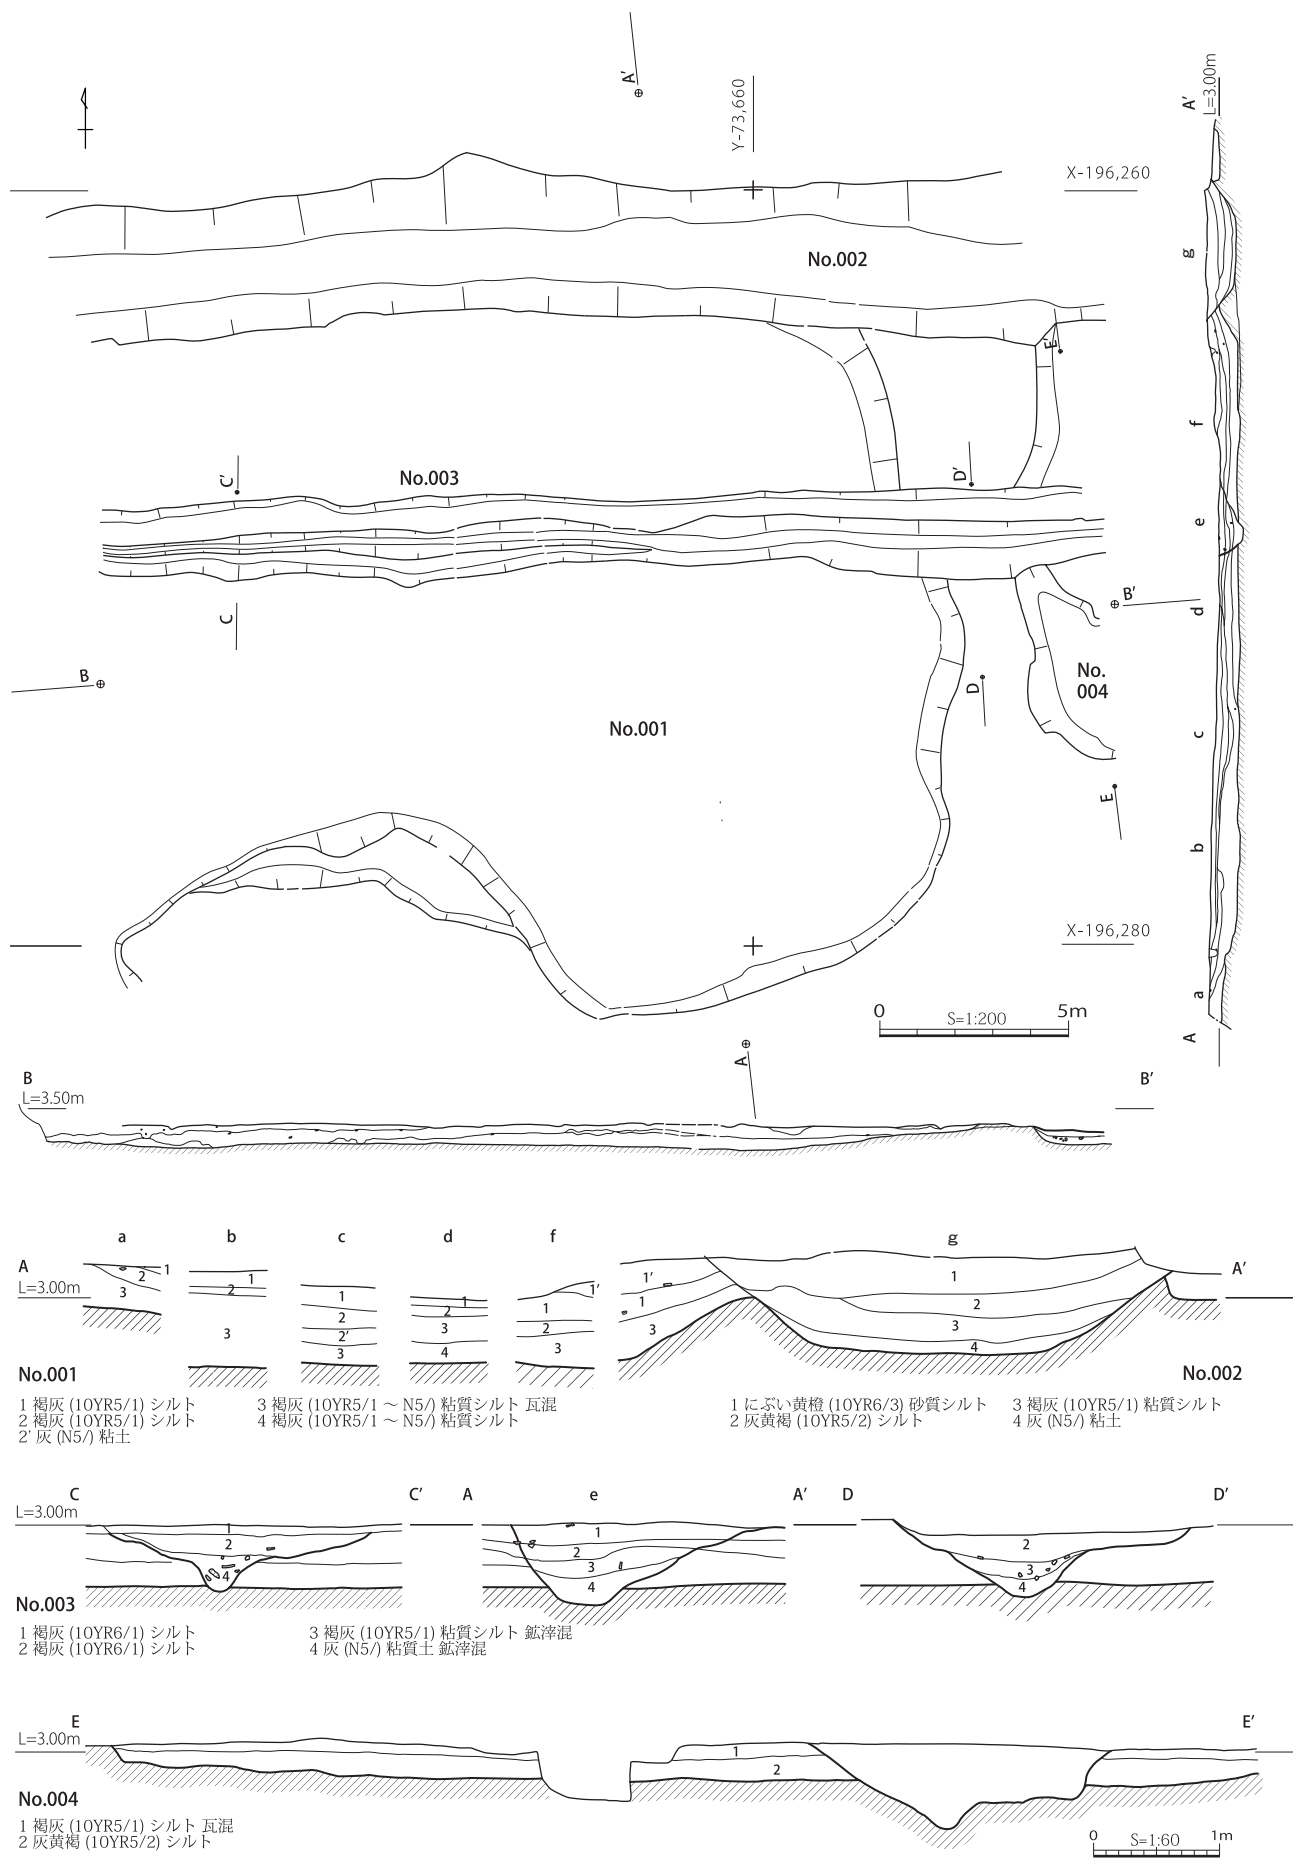 A'
Y-73,660
X-196,260
No.002
E'
C'
No.003
D'
C
B'
B
D
No.
004
No.001
E
X-196,280
0 5m
S=1:200
A
A'
L=3.00m
g
f
e
d
c
b
a
A
B
L=3.50m
B'
a b c d f g
A
L=3.00m
A'
1
2
3
1
2
3
1
2
3
2'
3
1
2
3
4
1'
1
2
3
1'
1
3
1
2
3
4
No.001
1 褐灰 (10YR5/1) シルト
2 褐灰 (10YR5/1) シルト
2' 灰 (N5/) 粘土
3 褐灰 (10YR5/1 ～ N5/) 粘質シルト 瓦混
4 褐灰 (10YR5/1 ～ N5/) 粘質シルト
No.002
1 にぶい黄橙 (10YR6/3) 砂質シルト
2 灰黄褐 (10YR5/2) シルト
3 褐灰 (10YR5/1) 粘質シルト
4 灰 (N5/) 粘土
C
L=3.00m
C'
1
2
4
A e A'
1
2
3
4
D D'
2
3
4
No.003
1 褐灰 (10YR6/1) シルト
2 褐灰 (10YR6/1) シルト
3 褐灰 (10YR5/1) 粘質シルト 鉱滓混
4 灰 (N5/) 粘質土 鉱滓混
E
L=3.00m
E'
1
2
No.004
1 褐灰 (10YR5/1) シルト 瓦混
2 灰黄褐 (10YR5/2) シルト
0 1m
S=1:60